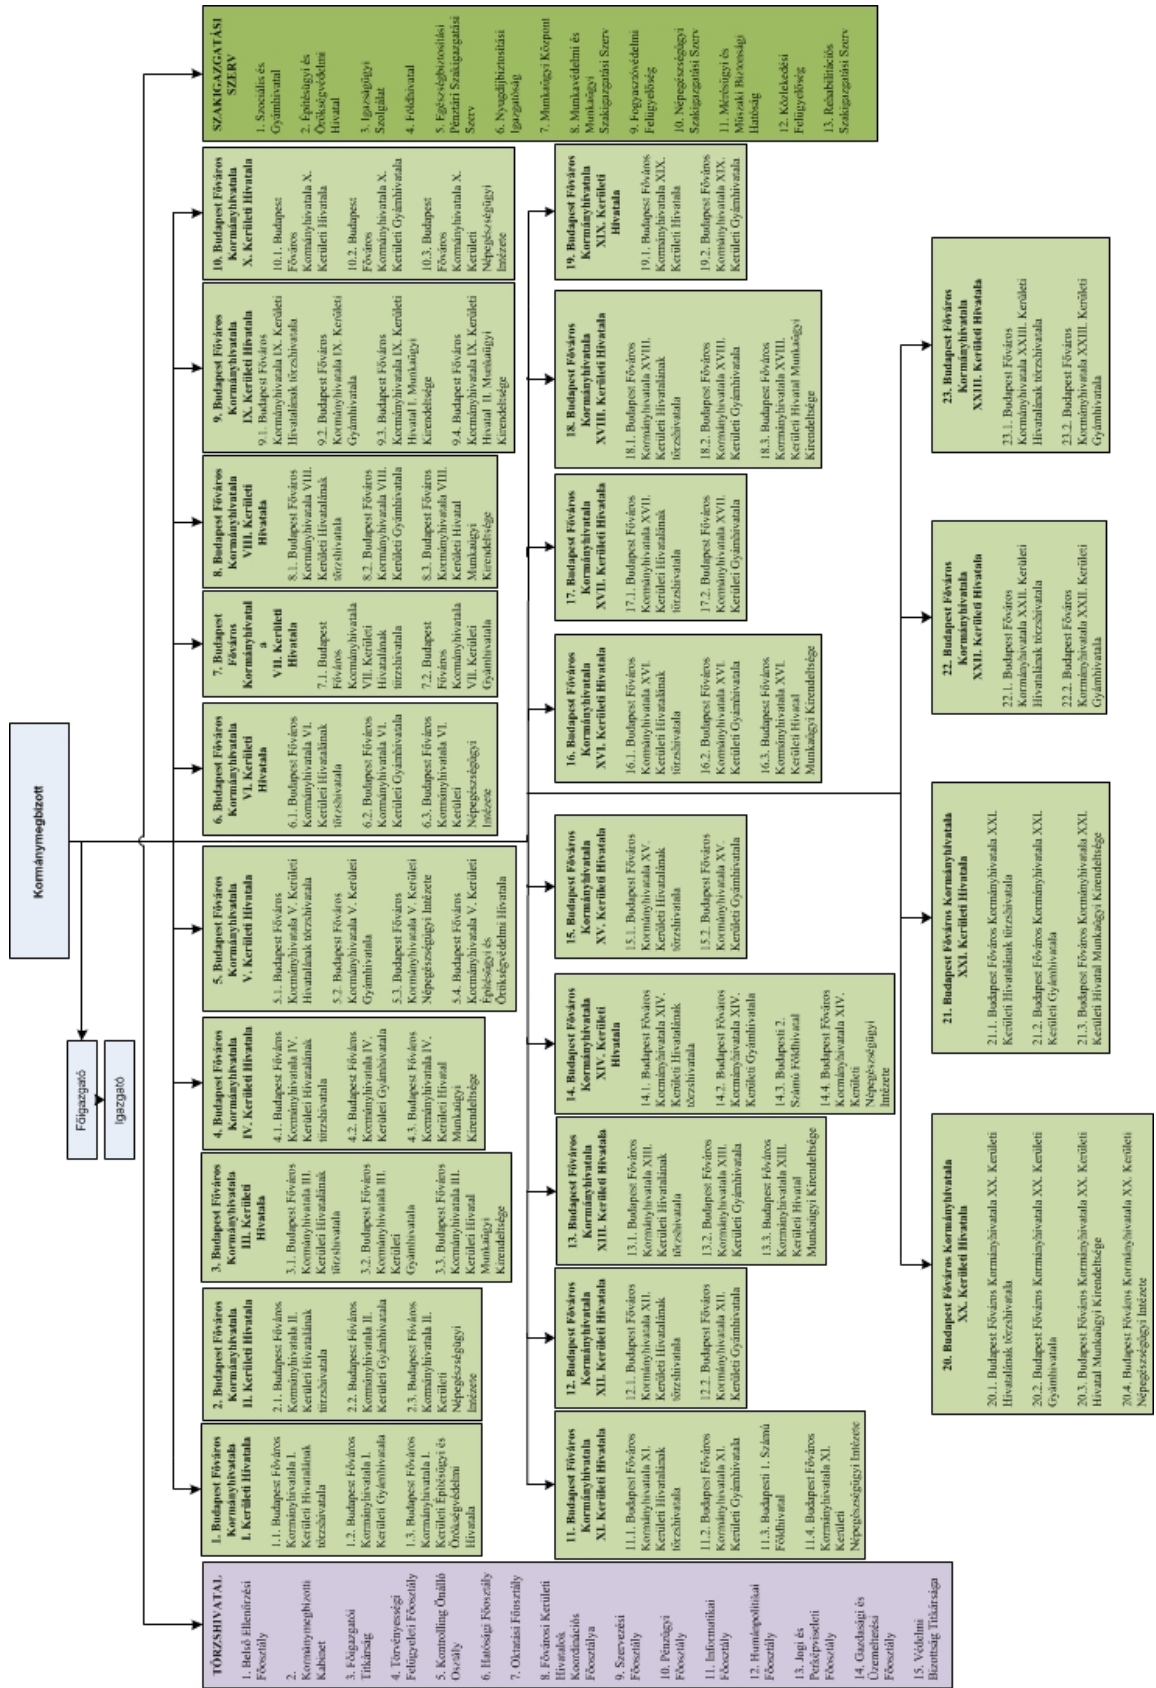 Kormánymegbízott
Főigazgató
Igazgató
TÖRZSHIVATAL
1. Belső Ellenőrzési
Főosztály
2.
Kormánymegbízotti
Kabinet
3. Főigazgatói
Titkárság
4. Törvényességi
Felügyeleti Főosztály
5. Kontrolling Önálló
Osztály
6. Hatósági Főosztály
7. Oktatási Főosztály
8. Fővárosi Kerületi
Hivatalok
Koordinációs
Főosztálya
9. Szervezési
Főosztály
10. Pénzügyi
Főosztály
11. Informatikai
Főosztály
12. Humánpolitikai
Főosztály
13. Jogi és
Perképviseleti
Főosztály
14. Gazdasági és
Üzemeltetési
Főosztály
15. Védelmi
Bizottság Titkársága
1. Budapest Főváros
Kormányhivatala
I. Kerületi Hivatala
1.1. Budapest Főváros
Kormányhivatala I.
Kerületi Hivatalának
törzshivatala
1.2. Budapest Főváros
Kormányhivatala I.
Kerületi Gyámhivatala
1.3. Budapest Főváros
Kormányhivatala I.
Kerületi Építésügyi és
Örökségvédelmi
Hivatala
2. Budapest Főváros
Kormányhivatala
II. Kerületi Hivatala
2.1. Budapest Főváros
Kormányhivatala II.
Kerületi Hivatalának
törzshivatala
2.2. Budapest Főváros
Kormányhivatala II.
Kerületi Gyámhivatala
2.3. Budapest Főváros
Kormányhivatala II.
Kerületi
Népegészségügyi
Intézete
3. Budapest Főváros
Kormányhivatala
III. Kerületi
Hivatala
3.1. Budapest Főváros
Kormányhivatala III.
Kerületi Hivatalának
törzshivatala
3.2. Budapest Főváros
Kormányhivatala III.
Kerületi
Gyámhivatala
3.3. Budapest Főváros
Kormányhivatala III.
Kerületi Hivatal
Munkaügyi
Kirendeltsége
4. Budapest Főváros
Kormányhivatala
IV. Kerületi Hivatala
4.1. Budapest Főváros
Kormányhivatala IV.
Kerületi Hivatalának
törzshivatala
4.2. Budapest Főváros
Kormányhivatala IV.
Kerületi Gyámhivatala
4.3. Budapest Főváros
Kormányhivatala IV.
Kerületi Hivatal
Munkaügyi
Kirendeltsége
5. Budapest Főváros
Kormányhivatala
V. Kerületi Hivatala
5.1. Budapest Főváros
Kormányhivatala V. Kerületi
Hivatalának törzshivatala
5.2. Budapest Főváros
Kormányhivatala V. Kerületi
Gyámhivatala
5.3. Budapest Főváros
Kormányhivatala V. Kerületi
Népegészségügyi Intézete
5.4. Budapest Főváros
Kormányhivatala V. Kerületi
Építésügyi és
Örökségvédelmi Hivatala
6. Budapest Főváros
Kormányhivatala
VI. Kerületi
Hivatala
6.1. Budapest Főváros
Kormányhivatala VI.
Kerületi Hivatalának
törzshivatala
6.2. Budapest Főváros
Kormányhivatala VI.
Kerületi Gyámhivatala
6.3. Budapest Főváros
Kormányhivatala VI.
Kerületi
Népegészségügyi
Intézete
7. Budapest
Főváros
Kormányhivatal
a
VII. Kerületi
Hivatala
7.1. Budapest
Főváros
Kormányhivatala
VII. Kerületi
Hivatalának
törzshivatala
7.2. Budapest
Főváros
Kormányhivatala
VII. Kerületi
Gyámhivatala
8. Budapest Főváros
Kormányhivatala
VIII. Kerületi
Hivatala
8.1. Budapest Főváros
Kormányhivatala VIII.
Kerületi Hivatalának
törzshivatala
8.2. Budapest Főváros
Kormányhivatala VIII.
Kerületi Gyámhivatala
8.3. Budapest Főváros
Kormányhivatala VIII.
Kerületi Hivatal
Munkaügyi
Kirendeltsége
9. Budapest Főváros
Kormányhivatala
IX. Kerületi Hivatala
9.1. Budapest Főváros
Kormányhivatala IX. Kerületi
Hivatalának törzshivatala
9.2. Budapest Főváros
Kormányhivatala IX. Kerületi
Gyámhivatala
9.3. Budapest Főváros
Kormányhivatala IX. Kerületi
Hivatal I. Munkaügyi
Kirendeltsége
9.4. Budapest Főváros
Kormányhivatala IX. Kerületi
Hivatal II. Munkaügyi
Kirendeltsége
10. Budapest Főváros
Kormányhivatala
X. Kerületi Hivatala
10.1. Budapest
Főváros
Kormányhivatala X.
Kerületi Hivatala
10.2. Budapest
Főváros
Kormányhivatala X.
Kerületi Gyámhivatala
10.3. Budapest
Főváros
Kormányhivatala X.
Kerületi
Népegészségügyi
Intézete
SZAKIGAZGATÁSI
SZERV
1. Szociális és
Gyámhivatal
2. Építésügyi és
Örökségvédelmi
Hivatal
3. Igazságügyi
Szolgálat
4. Földhivatal
5. Egészségbiztosítási
Pénztári Szakigazgatási
Szerv
6. Nyugdíjbiztosítási
Igazgatóság
7. Munkaügyi Központ
8. Munkavédelmi és
Munkaügyi
Szakigazgatási Szerv
9. Fogyasztóvédelmi
Felügyelőség
10. Népegészségügyi
Szakigazgatási Szerv
11. Mérésügyi és
Műszaki Biztonsági
Hatóság
12. Közlekedési
Felügyelőség
13. Rehabilitációs
Szakigazgatási Szerv
11. Budapest Főváros
Kormányhivatala
XI. Kerületi Hivatala
11.1. Budapest Főváros
Kormányhivatala XI.
Kerületi Hivatalának
törzshivatala
11.2. Budapest Főváros
Kormányhivatala XI.
Kerületi Gyámhivatala
11.3. Budapesti 1. Számú
Földhivatal
11.4. Budapest Főváros
Kormányhivatala XI.
Kerületi
Népegészségügyi Intézete
12. Budapest Főváros
Kormányhivatala
XII. Kerületi Hivatala
12.1. Budapest Főváros
Kormányhivatala XII.
Kerületi Hivatalának
törzshivatala
12.2. Budapest Főváros
Kormányhivatala XII.
Kerületi Gyámhivatala
13. Budapest Főváros
Kormányhivatala
XIII. Kerületi Hivatala
13.1. Budapest Főváros
Kormányhivatala XIII.
Kerületi Hivatalának
törzshivatala
13.2. Budapest Főváros
Kormányhivatala XIII.
Kerületi Gyámhivatala
13.3. Budapest Főváros
Kormányhivatala XIII.
Kerületi Hivatal
Munkaügyi Kirendeltsége
14. Budapest Főváros
Kormányhivatala
XIV. Kerületi
Hivatala
14.1. Budapest Főváros
Kormányhivatala XIV.
Kerületi Hivatalának
törzshivatala
14.2. Budapest Főváros
Kormányhivatala XIV.
Kerületi Gyámhivatala
14.3. Budapesti 2.
Számú Földhivatal
14.4. Budapest Főváros
Kormányhivatala XIV.
Kerületi
Népegészségügyi
Intézete
15. Budapest Főváros
Kormányhivatala
XV. Kerületi Hivatala
15.1. Budapest Főváros
Kormányhivatala XV.
Kerületi Hivatalának
törzshivatala
15.2. Budapest Főváros
Kormányhivatala XV.
Kerületi Gyámhivatala
16. Budapest Főváros
Kormányhivatala
XVI. Kerületi Hivatala
16.1. Budapest Főváros
Kormányhivatala XVI.
Kerületi Hivatalának
törzshivatala
16.2. Budapest Főváros
Kormányhivatala XVI.
Kerületi Gyámhivatala
16.3. Budapest Főváros
Kormányhivatala XVI.
Kerületi Hivatal
Munkaügyi Kirendeltsége
17. Budapest Főváros
Kormányhivatala
XVII. Kerületi Hivatala
17.1. Budapest Főváros
Kormányhivatala XVII.
Kerületi Hivatalának
törzshivatala
17.2. Budapest Főváros
Kormányhivatala XVII.
Kerületi Gyámhivatala
18. Budapest Főváros
Kormányhivatala
XVIII. Kerületi Hivatala
18.1. Budapest Főváros
Kormányhivatala XVIII.
Kerületi Hivatalának
törzshivatala
18.2. Budapest Főváros
Kormányhivatala XVIII.
Kerületi Gyámhivatala
18.3. Budapest Főváros
Kormányhivatala XVIII.
Kerületi Hivatal Munkaügyi
Kirendeltsége
19. Budapest Főváros
Kormányhivatala
XIX. Kerületi
Hivatala
19.1. Budapest Főváros
Kormányhivatala XIX.
Kerületi Hivatala
19.2. Budapest Főváros
Kormányhivatala XIX.
Kerületi Gyámhivatala
20. Budapest Főváros Kormányhivatala
XX. Kerületi Hivatala
20.1. Budapest Főváros Kormányhivatala XX. Kerületi
Hivatalának törzshivatala
20.2. Budapest Főváros Kormányhivatala XX. Kerületi
Gyámhivatala
20.3. Budapest Főváros Kormányhivatala XX. Kerületi
Hivatal Munkaügyi Kirendeltsége
20.4. Budapest Főváros Kormányhivatala XX. Kerületi
Népegészségügyi Intézete
21. Budapest Főváros Kormányhivatala
XXI. Kerületi Hivatala
21.1. Budapest Főváros Kormányhivatala XXI.
Kerületi Hivatalának törzshivatala
21.2. Budapest Főváros Kormányhivatala XXI.
Kerületi Gyámhivatala
21.3. Budapest Főváros Kormányhivatala XXI.
Kerületi Hivatal Munkaügyi Kirendeltsége
22. Budapest Főváros
Kormányhivatala
XXII. Kerületi Hivatala
22.1. Budapest Főváros
Kormányhivatala XXII. Kerületi
Hivatalának törzshivatala
22.2. Budapest Főváros
Kormányhivatala XXII. Kerületi
Gyámhivatala
23. Budapest Főváros
Kormányhivatala
XXIII. Kerületi Hivatala
23.1. Budapest Főváros
Kormányhivatala XXIII. Kerületi
Hivatalának törzshivatala
23.2. Budapest Főváros
Kormányhivatala XXIII. Kerületi
Gyámhivatala